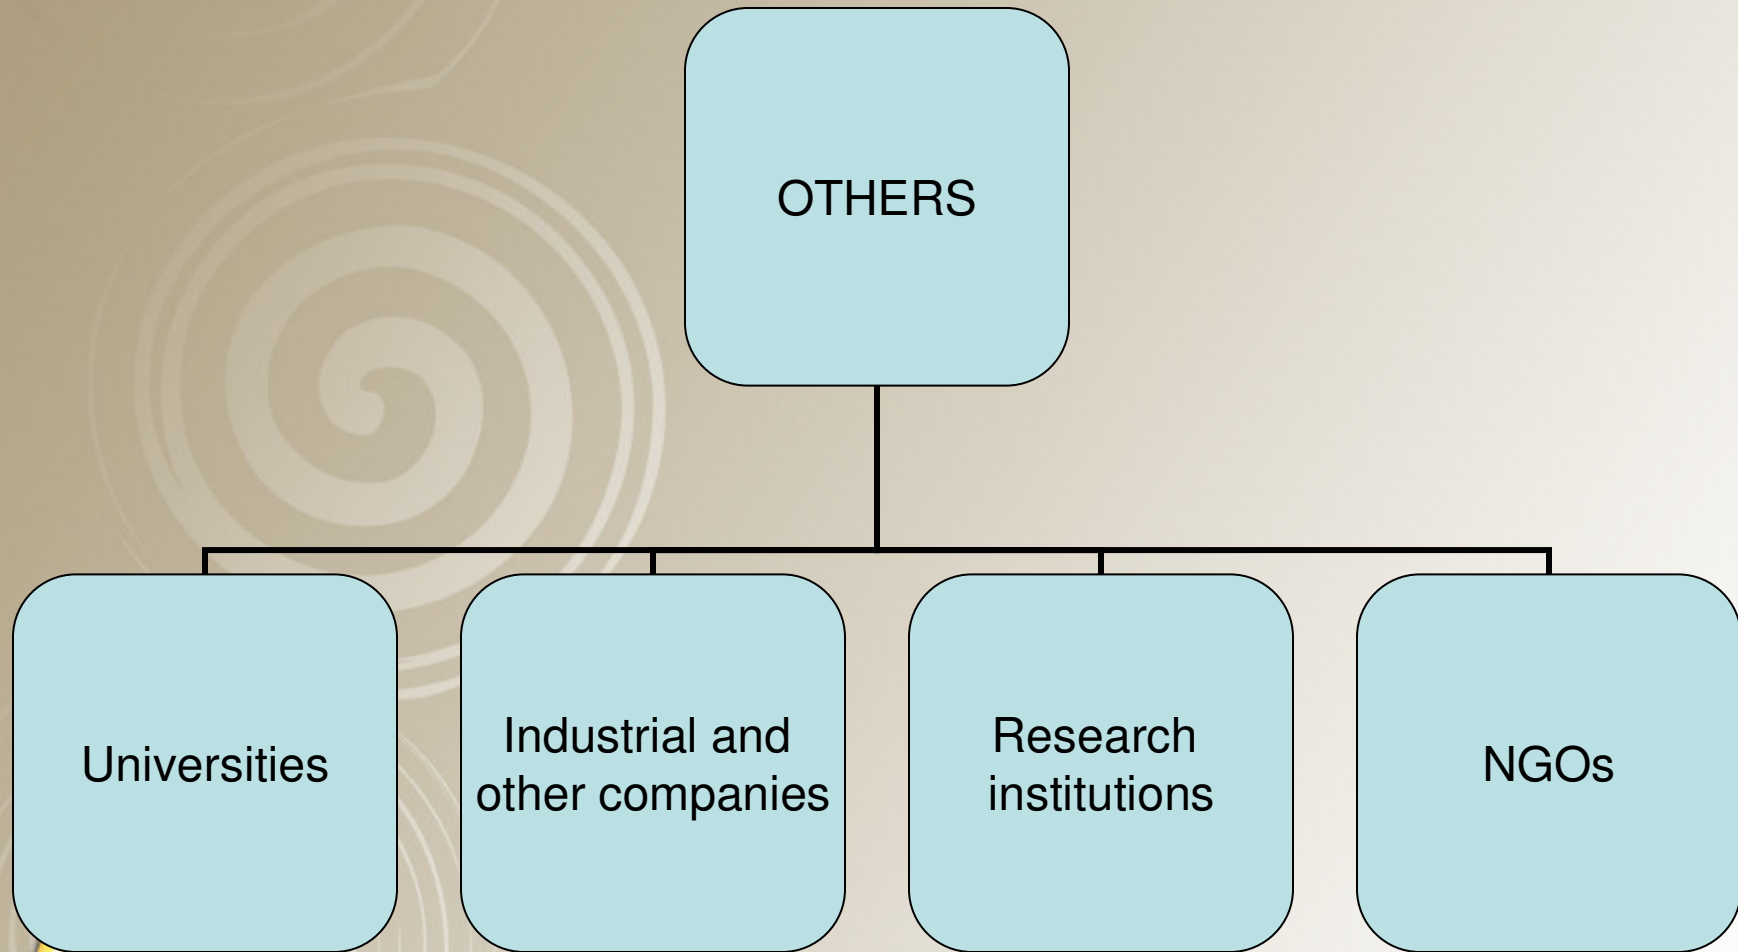 OTHERS
Universities
Industrial and
other companies
Research
institutions
NGOs